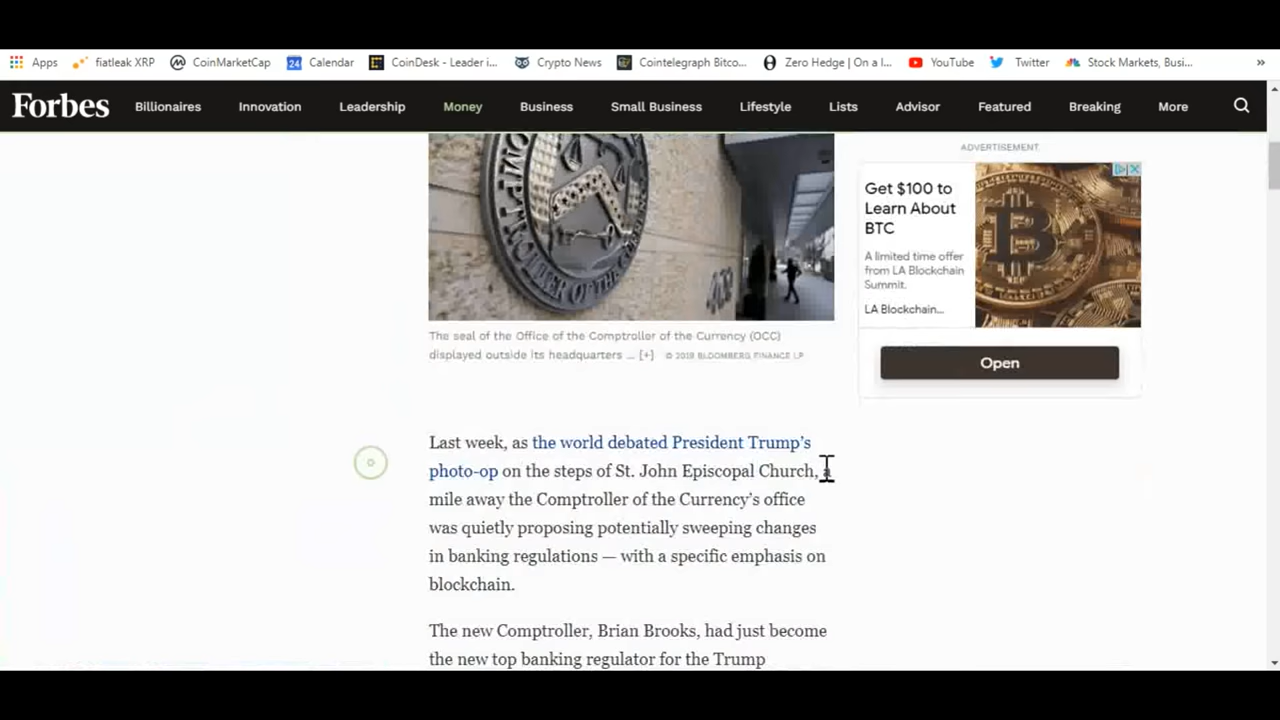 Apps fiatleak XRP CoinMarketCap 24 Calendar CoinDesk - Leader i... Crypto News Cointelegraph Bitco... Zero Hedge | On a l... YouTube Twitter Stock Markets, Busi... »
Forbes Billionaires Innovation Leadership Money Business Small Business Lifestyle Lists Advisor Featured Breaking More
COMPTROLLER OF THE
ADVERTISEMENT
Get $100 to
Learn About
BTC
A limited time offer
from LA Blockchain
Summit.
LA Blockchain...
Open
The seal of the Office of the Comptroller of the Currency (OCC)
displayed outside its headquarters ... [+] © 2019 BLOOMBERG FINANCE LP
Last week, as the world debated President Trump’s
photo-op on the steps of St. John Episcopal Church, a
mile away the Comptroller of the Currency’s office
was quietly proposing potentially sweeping changes
in banking regulations — with a specific emphasis on
blockchain.
The new Comptroller, Brian Brooks, had just become
the new top banking regulator for the Trump